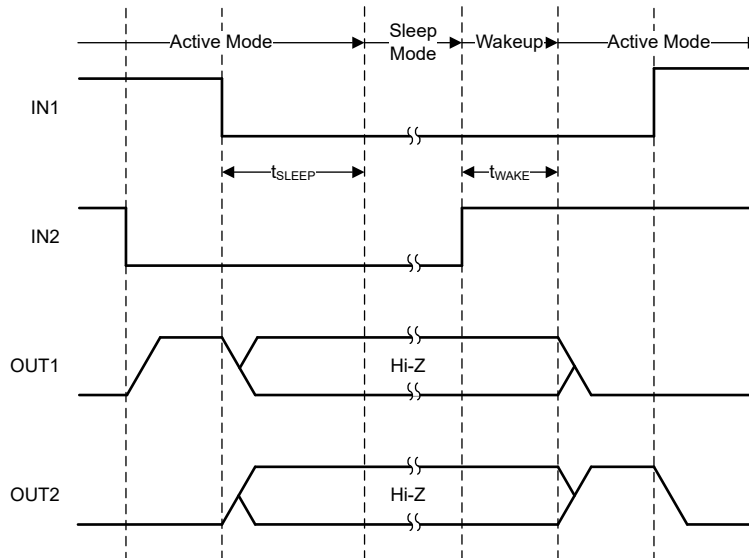 Active Mode
Sleep
Mode
Wakeup
Active Mode
IN1
tSLEEP
tWAKE
IN2
OUT1
Hi-Z
OUT2
Hi-Z